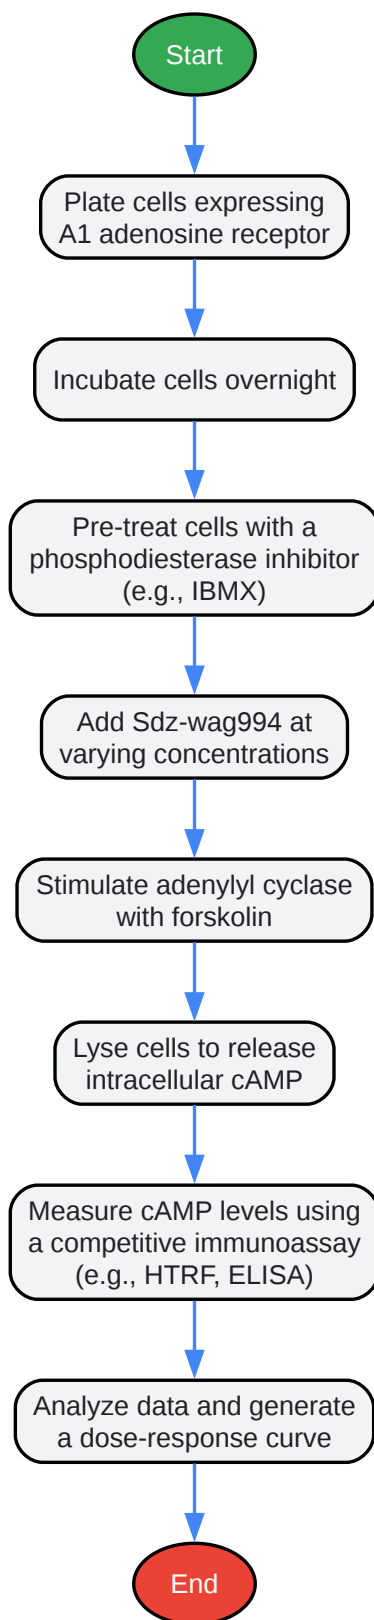 Start
Plate cells expressing
A1 adenosine receptor
Incubate cells overnight
Pre-treat cells with a
phosphodiesterase inhibitor
(e.g., IBMX)
Add Sdz-wag994 at
varying concentrations
Stimulate adenylyl cyclase
with forskolin
Lyse cells to release
intracellular cAMP
Measure cAMP levels using
a competitive immunoassay
(e.g., HTRF, ELISA)
Analyze data and generate
a dose-response curve
End